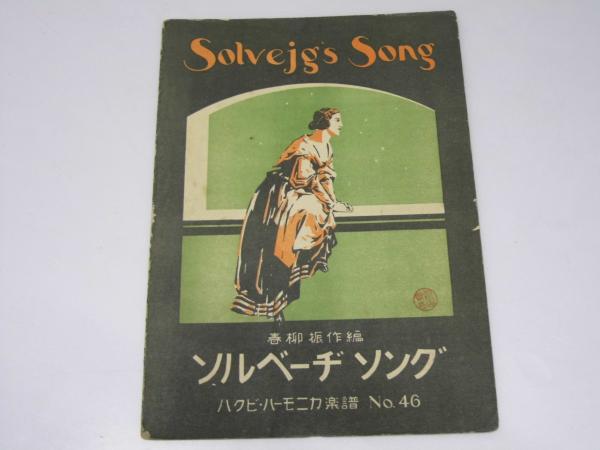 Solvejg's Song
春柳振作編
ソルベーヂ ソング
ハクビ・ハーモニカ楽譜 No.46